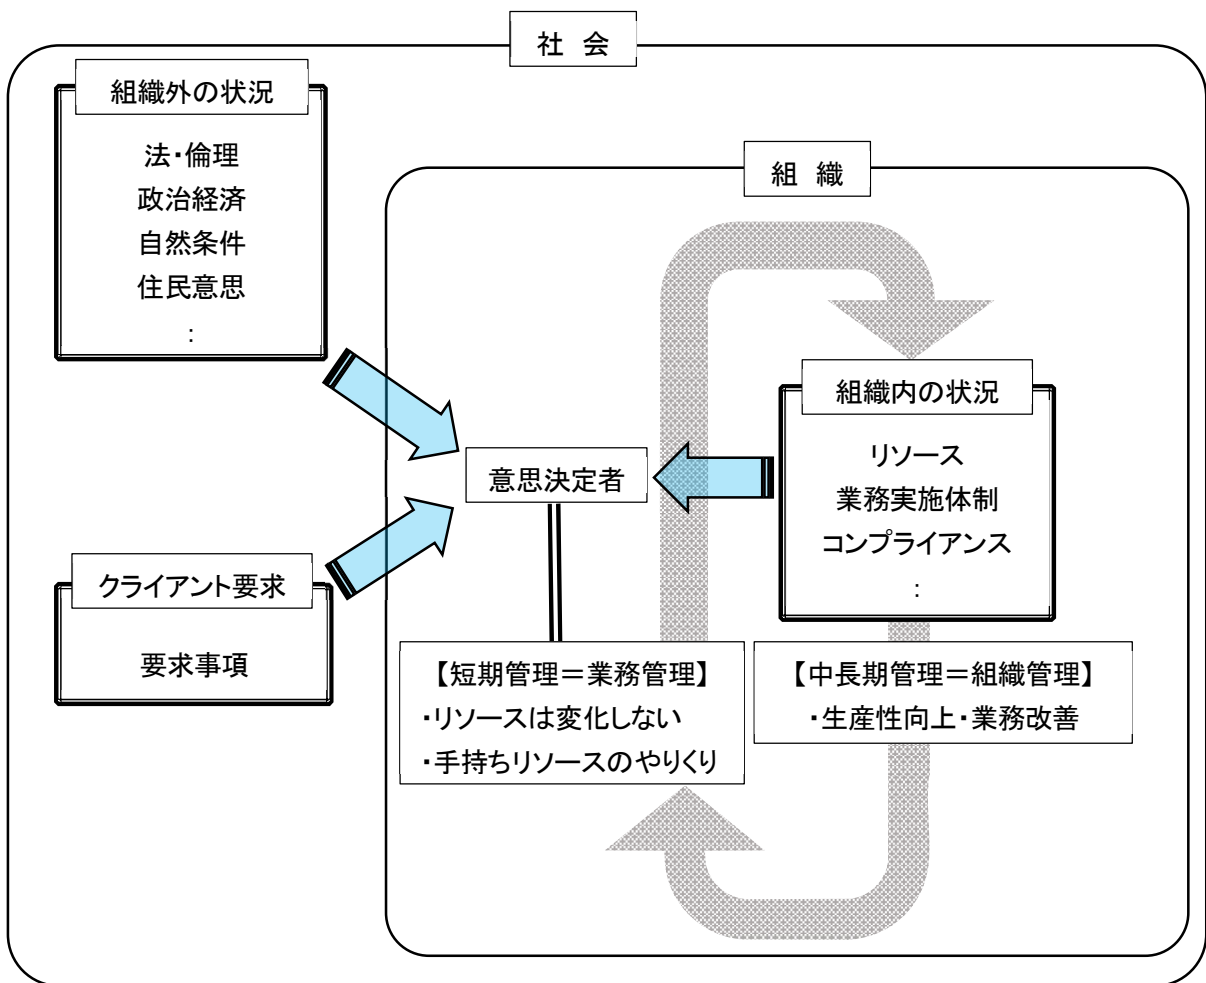 社 会
組織外の状況
法・倫理
政治経済
自然条件
住民意思
:
組 織
組織内の状況
リソース
業務実施体制
コンプライアンス
:
意思決定者
クライアント要求
要求事項
【短期管理＝業務管理】
・リソースは変化しない
・手持ちリソースのやりくり
【中長期管理＝組織管理】
・生産性向上・業務改善